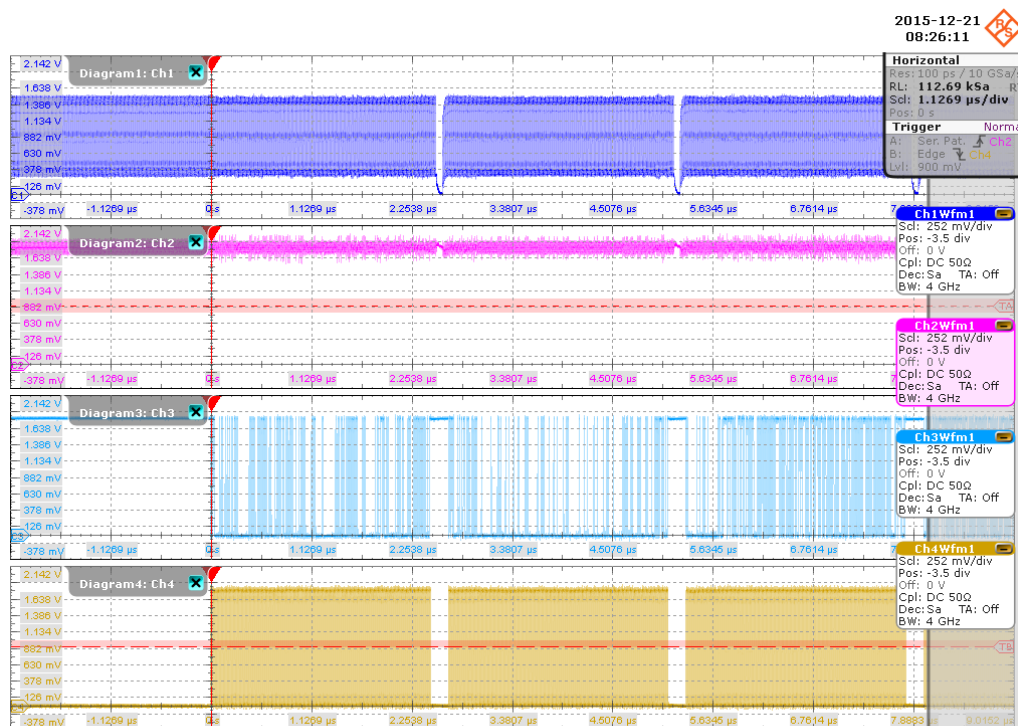 2015-12-21
08:26:11
Horizontal
Res: 100 ps / 10 GSa/s
RL: 112.69 kSa
Scl: 1.1269 µs/div
Pos: 0 s
Trigger Norma
A: Ser. Pat. Ch2
B: Edge Ch4
Lvl: 900 mV
Diagram1: Ch1
2.142 V
1.638 V
1.386 V
1.134 V
882 mV
630 mV
378 mV
126 mV
-378 mV
C1
-1.1269 µs 0 s 1.1269 µs 2.2538 µs 3.3807 µs 4.5076 µs 5.6345 µs 6.7614 µs
Ch1Wfm1
Scl: 252 mV/div
Pos: -3.5 div
Off: 0 V
Cpl: DC 50Ω
Dec: Sa TA: Off
BW: 4 GHz
Diagram2: Ch2
2.142 V
1.638 V
1.386 V
1.134 V
882 mV
630 mV
378 mV
126 mV
-378 mV
C2
TA
-1.1269 µs 0 s 1.1269 µs 2.2538 µs 3.3807 µs 4.5076 µs 5.6345 µs 6.7614 µs
Ch2Wfm1
Scl: 252 mV/div
Pos: -3.5 div
Off: 0 V
Cpl: DC 50Ω
Dec: Sa TA: Off
BW: 4 GHz
Diagram3: Ch3
2.142 V
1.638 V
1.386 V
1.134 V
882 mV
630 mV
378 mV
126 mV
-378 mV
C3
-1.1269 µs 0 s 1.1269 µs 2.2538 µs 3.3807 µs 4.5076 µs 5.6345 µs 6.7614 µs
Ch3Wfm1
Scl: 252 mV/div
Pos: -3.5 div
Off: 0 V
Cpl: DC 50Ω
Dec: Sa TA: Off
BW: 4 GHz
Diagram4: Ch4
2.142 V
1.638 V
1.386 V
1.134 V
882 mV
630 mV
378 mV
126 mV
-378 mV
TB
-1.1269 µs 0 s 1.1269 µs 2.2538 µs 3.3807 µs 4.5076 µs 5.6345 µs 6.7614 µs 7.8883 9.0152 µs
Ch4Wfm1
Scl: 252 mV/div
Pos: -3.5 div
Off: 0 V
Cpl: DC 50Ω
Dec: Sa TA: Off
BW: 4 GHz